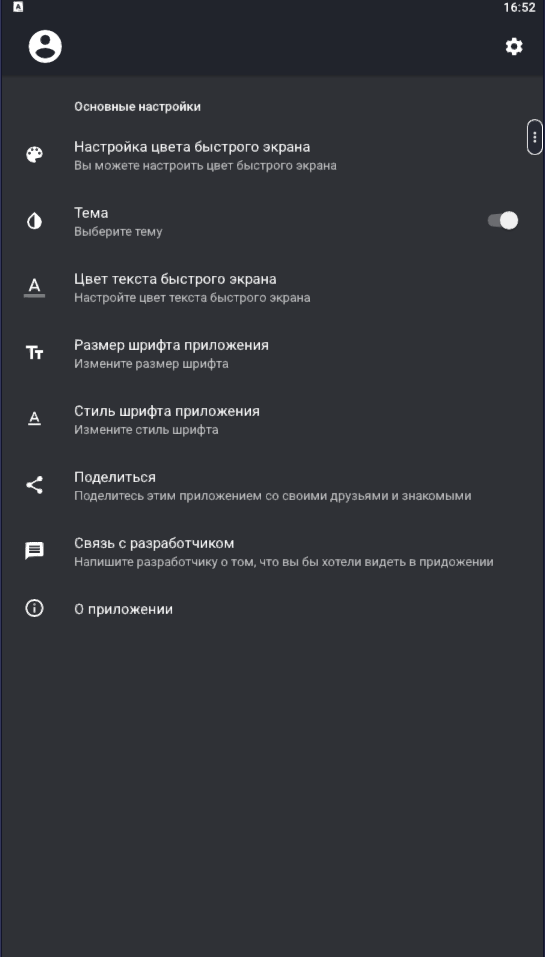 16:52
Основные настройки
Настройка цвета быстрого экрана
Вы можете настроить цвет быстрого экрана
Тема
Выберите тему
Цвет текста быстрого экрана
Настройте цвет текста быстрого экрана
Размер шрифта приложения
Измените размер шрифта
Стиль шрифта приложения
Измените стиль шрифта
Поделиться
Поделитесь этим приложением со своими друзьями и знакомыми
Связь с разработчиком
Напишите разработчику о том, что вы бы хотели видеть в придожении
О приложении